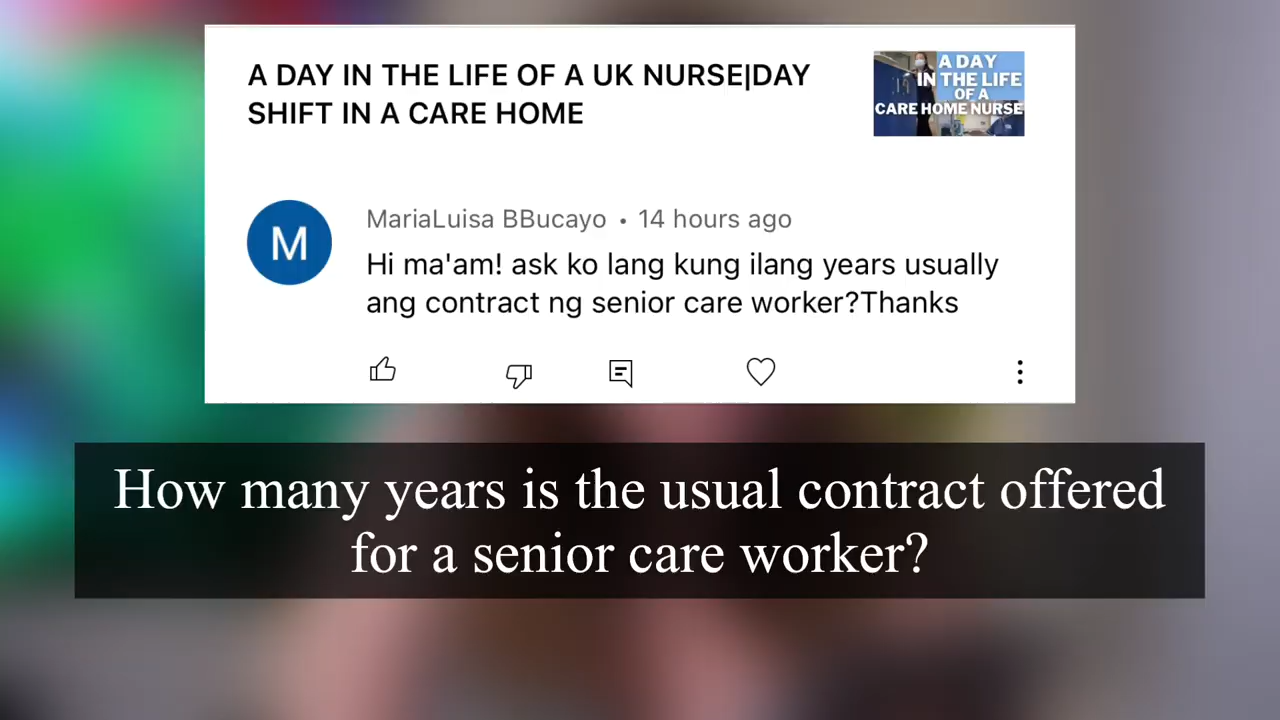 A DAY IN THE LIFE OF A UK NURSE|DAY
SHIFT IN A CARE HOME
A DAY
IN THE LIFE
OF A
CARE HOME NURSE
M
MariaLuisa BBucayo • 14 hours ago
Hi ma'am! ask ko lang kung ilang years usually
ang contract ng senior care worker?Thanks
How many years is the usual contract offered
for a senior care worker?